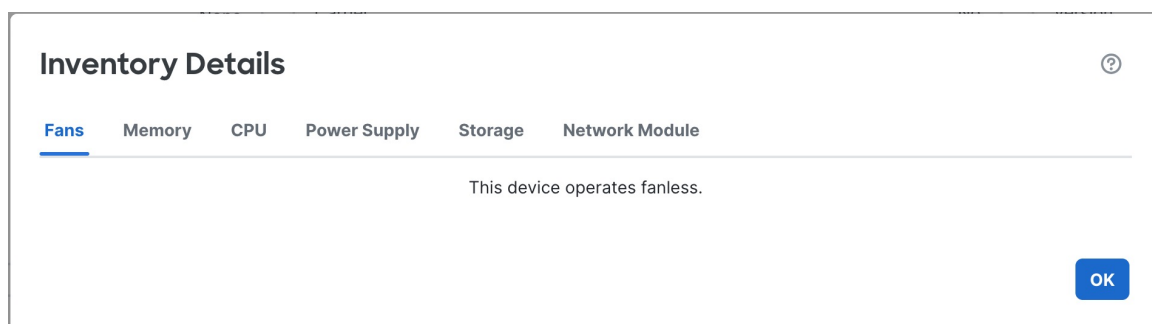 Inventory Details
Fans Memory CPU Power Supply Storage Network Module
This device operates fanless.
OK